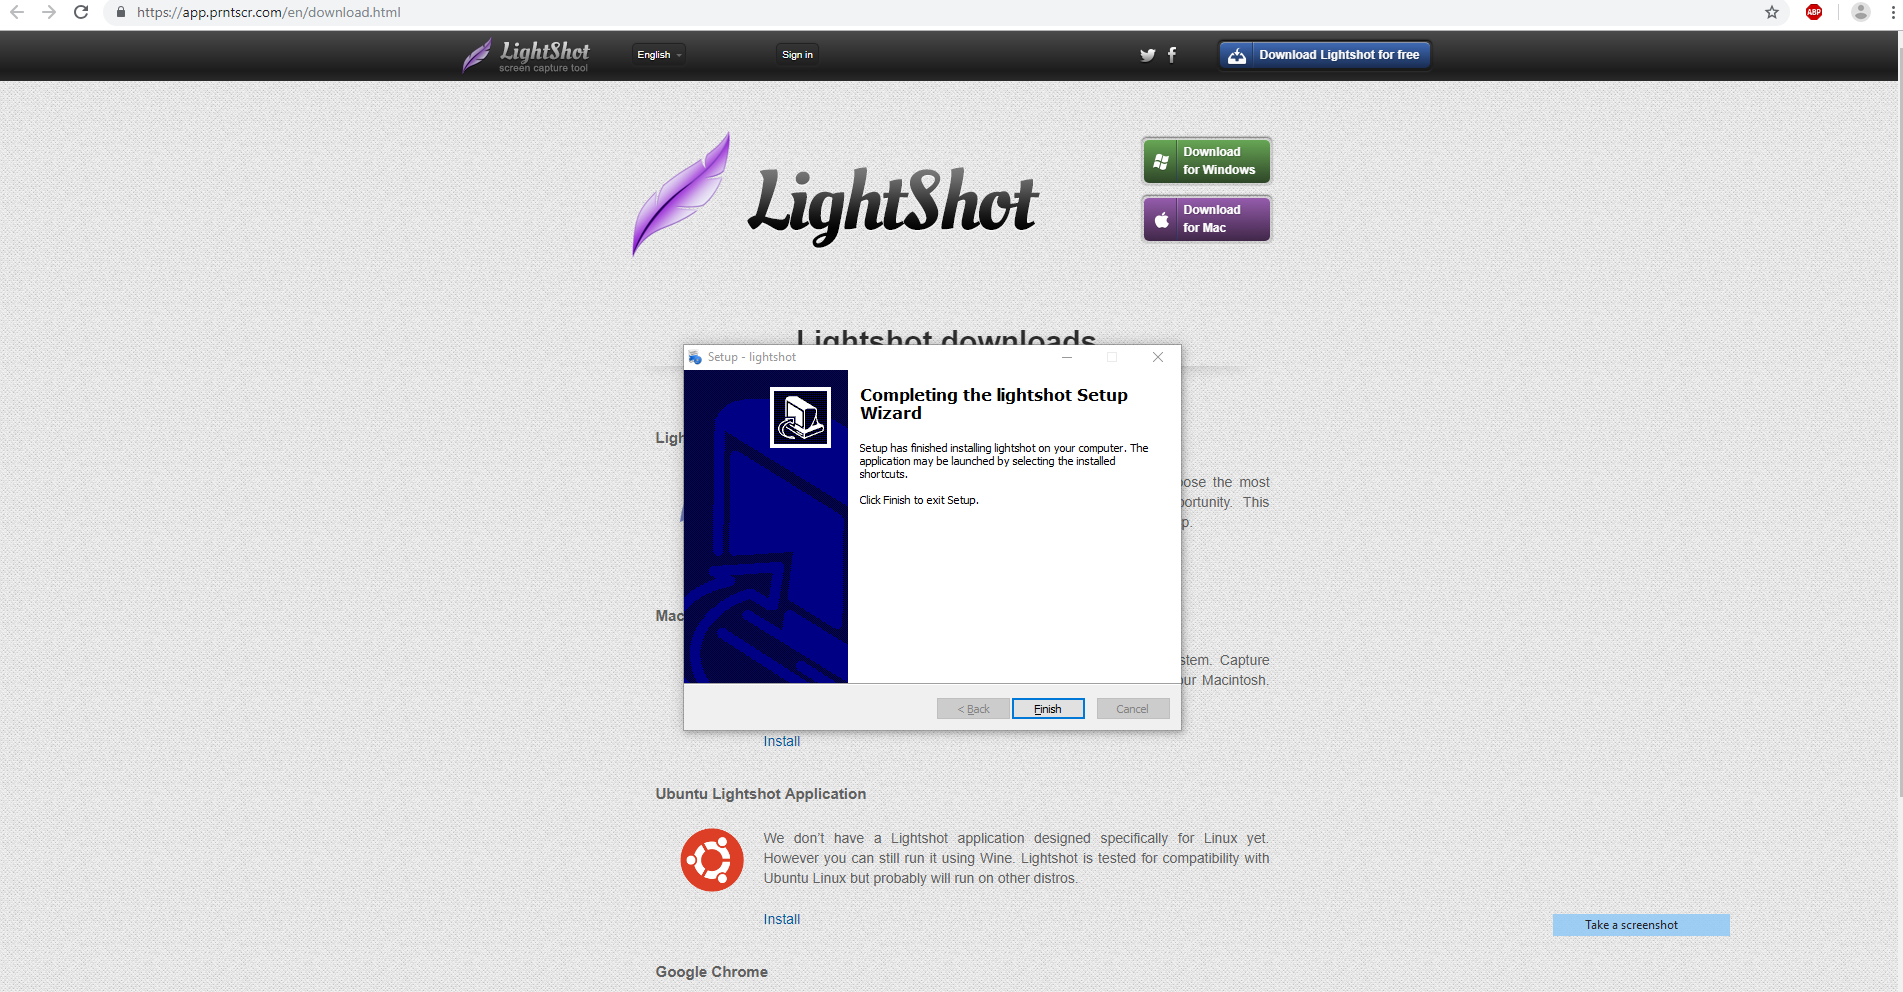 https://app.prntscr.com/en/download.html
ABP
LightShot
screen capture tool
English
Sign in
Download Lightshot for free
LightShot
Download
for Windows
Download
for Mac
Lightshot downloads
Setup - lightshot
Completing the lightshot Setup
Wizard
Setup has finished installing lightshot on your computer. The
application may be launched by selecting the installed
shortcuts.
Click Finish to exit Setup.
< Back
Finish
Cancel
Ligh
oose the most
portunity. This
p.
Mac
stem. Capture
our Macintosh.
Install
Ubuntu Lightshot Application
We don't have a Lightshot application designed specifically for Linux yet.
However you can still run it using Wine. Lightshot is tested for compatibility with
Ubuntu Linux but probably will run on other distros.
Install
Take a screenshot
Google Chrome